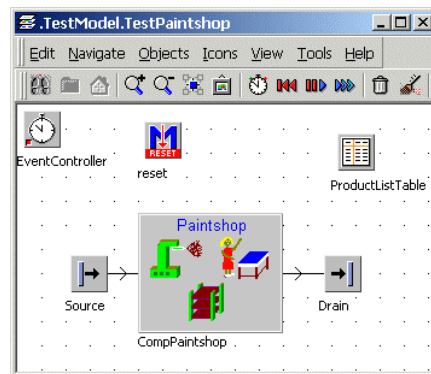 .TestModel.TestPaintshop
Edit Navigate Objects Icons View Tools Help
EventController
M
RESET
reset
ProductListTable
Paintshop
Source
Drain
CompPaintshop